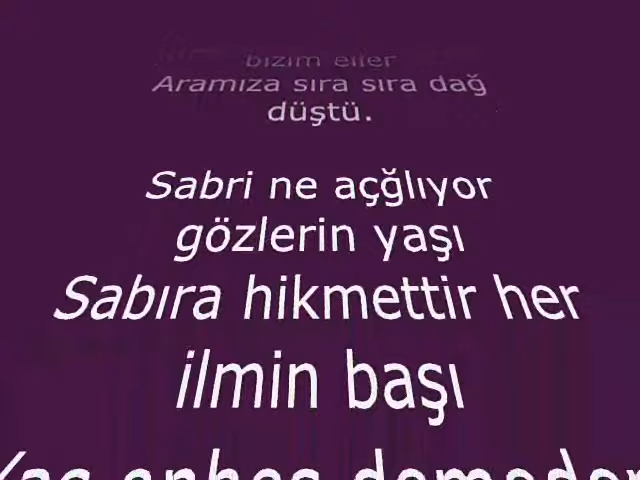 bizim eller
Aramıza sıra sıra dağ
düştü.
Sabri ne açğlıyor
gözlerin yaşı
Sabıra hikmettir her
ilmin başı